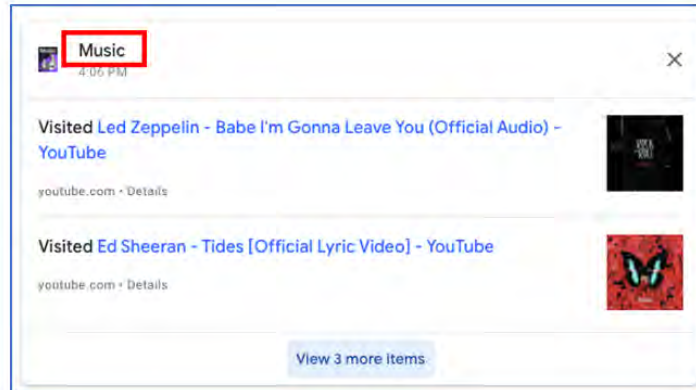 Music
4:06 PM
Visited Led Zeppelin - Babe I'm Gonna Leave You (Official Audio) -
YouTube
youtube.com • Details
Visited Ed Sheeran - Tides [Official Lyric Video] - YouTube
youtube.com • Details
View 3 more items